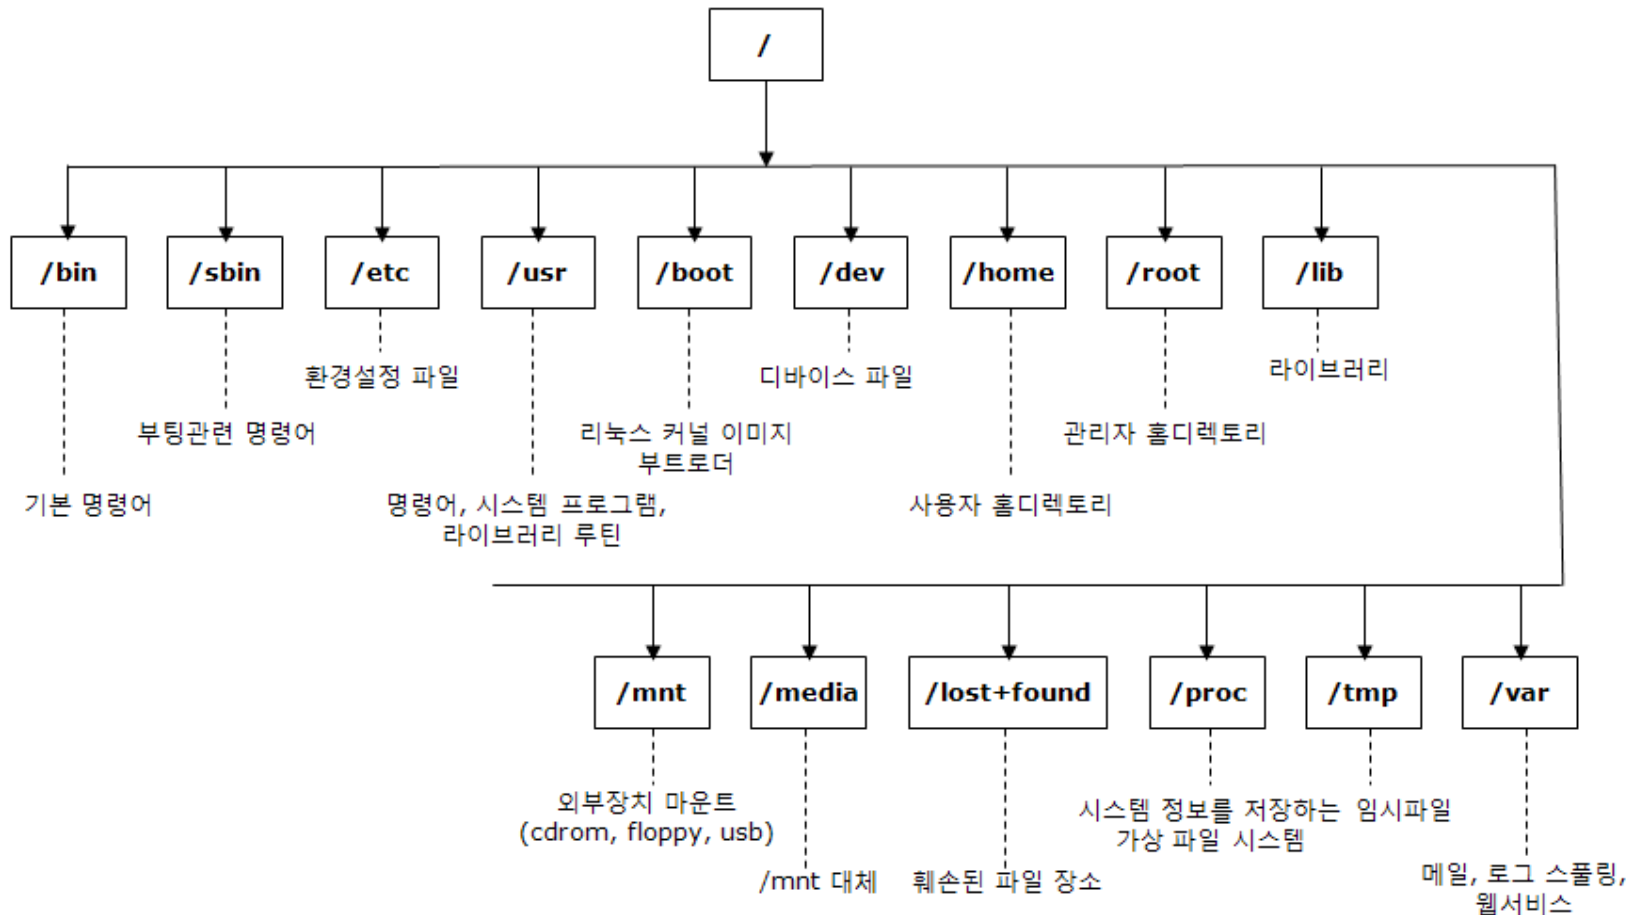 /
/bin
/sbin
/etc
/usr
/boot
/dev
/home
/root
/lib
환경설정 파일
디바이스 파일
라이브러리
부팅관련 명령어
리눅스 커널 이미지
부트로더
관리자 홈디렉토리
기본 명령어
명령어, 시스템 프로그램,
라이브러리 루틴
사용자 홈디렉토리
/mnt
/media
/lost+found
/proc
/tmp
/var
외부장치 마운트
(cdrom, floppy, usb)
시스템 정보를 저장하는
가상 파일 시스템
임시파일
/mnt 대체
훼손된 파일 장소
메일, 로그 스풀링,
웹서비스